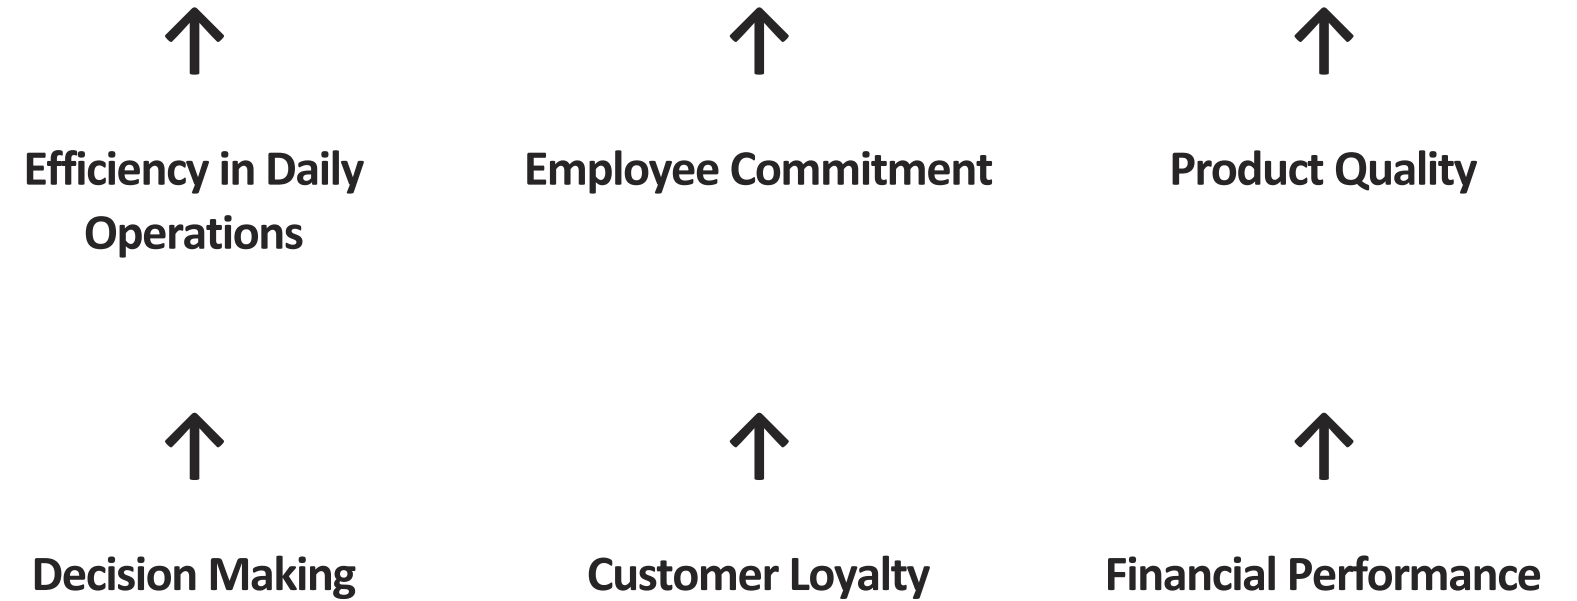 Efficiency in Daily
Operations
Employee Commitment
Product Quality
Decision Making
Customer Loyalty
Financial Performance